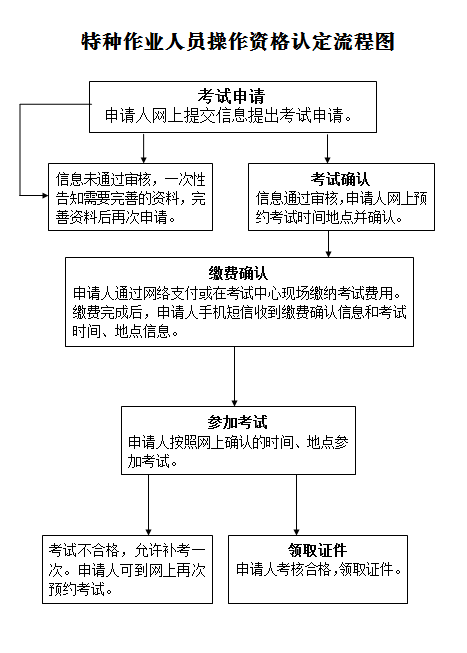 特种作业人员操作资格认定流程图
考试申请
申请人网上提交信息提出考试申请。
信息未通过审核，一次性
告知需要完善的资料，完
善资料后再次申请。
考试确认
信息通过审核，申请人网上预
约考试时间地点并确认。
缴费确认
申请人通过网络支付或在考试中心现场缴纳考试费用。
缴费完成后，申请人手机短信收到缴费确认信息和考试
时间、地点信息。
参加考试
申请人按照网上确认的时间、地点参
加考试。
考试不合格，允许补考一
次。申请人可到网上再次
预约考试。
领取证件
申请人考核合格，领取证件。